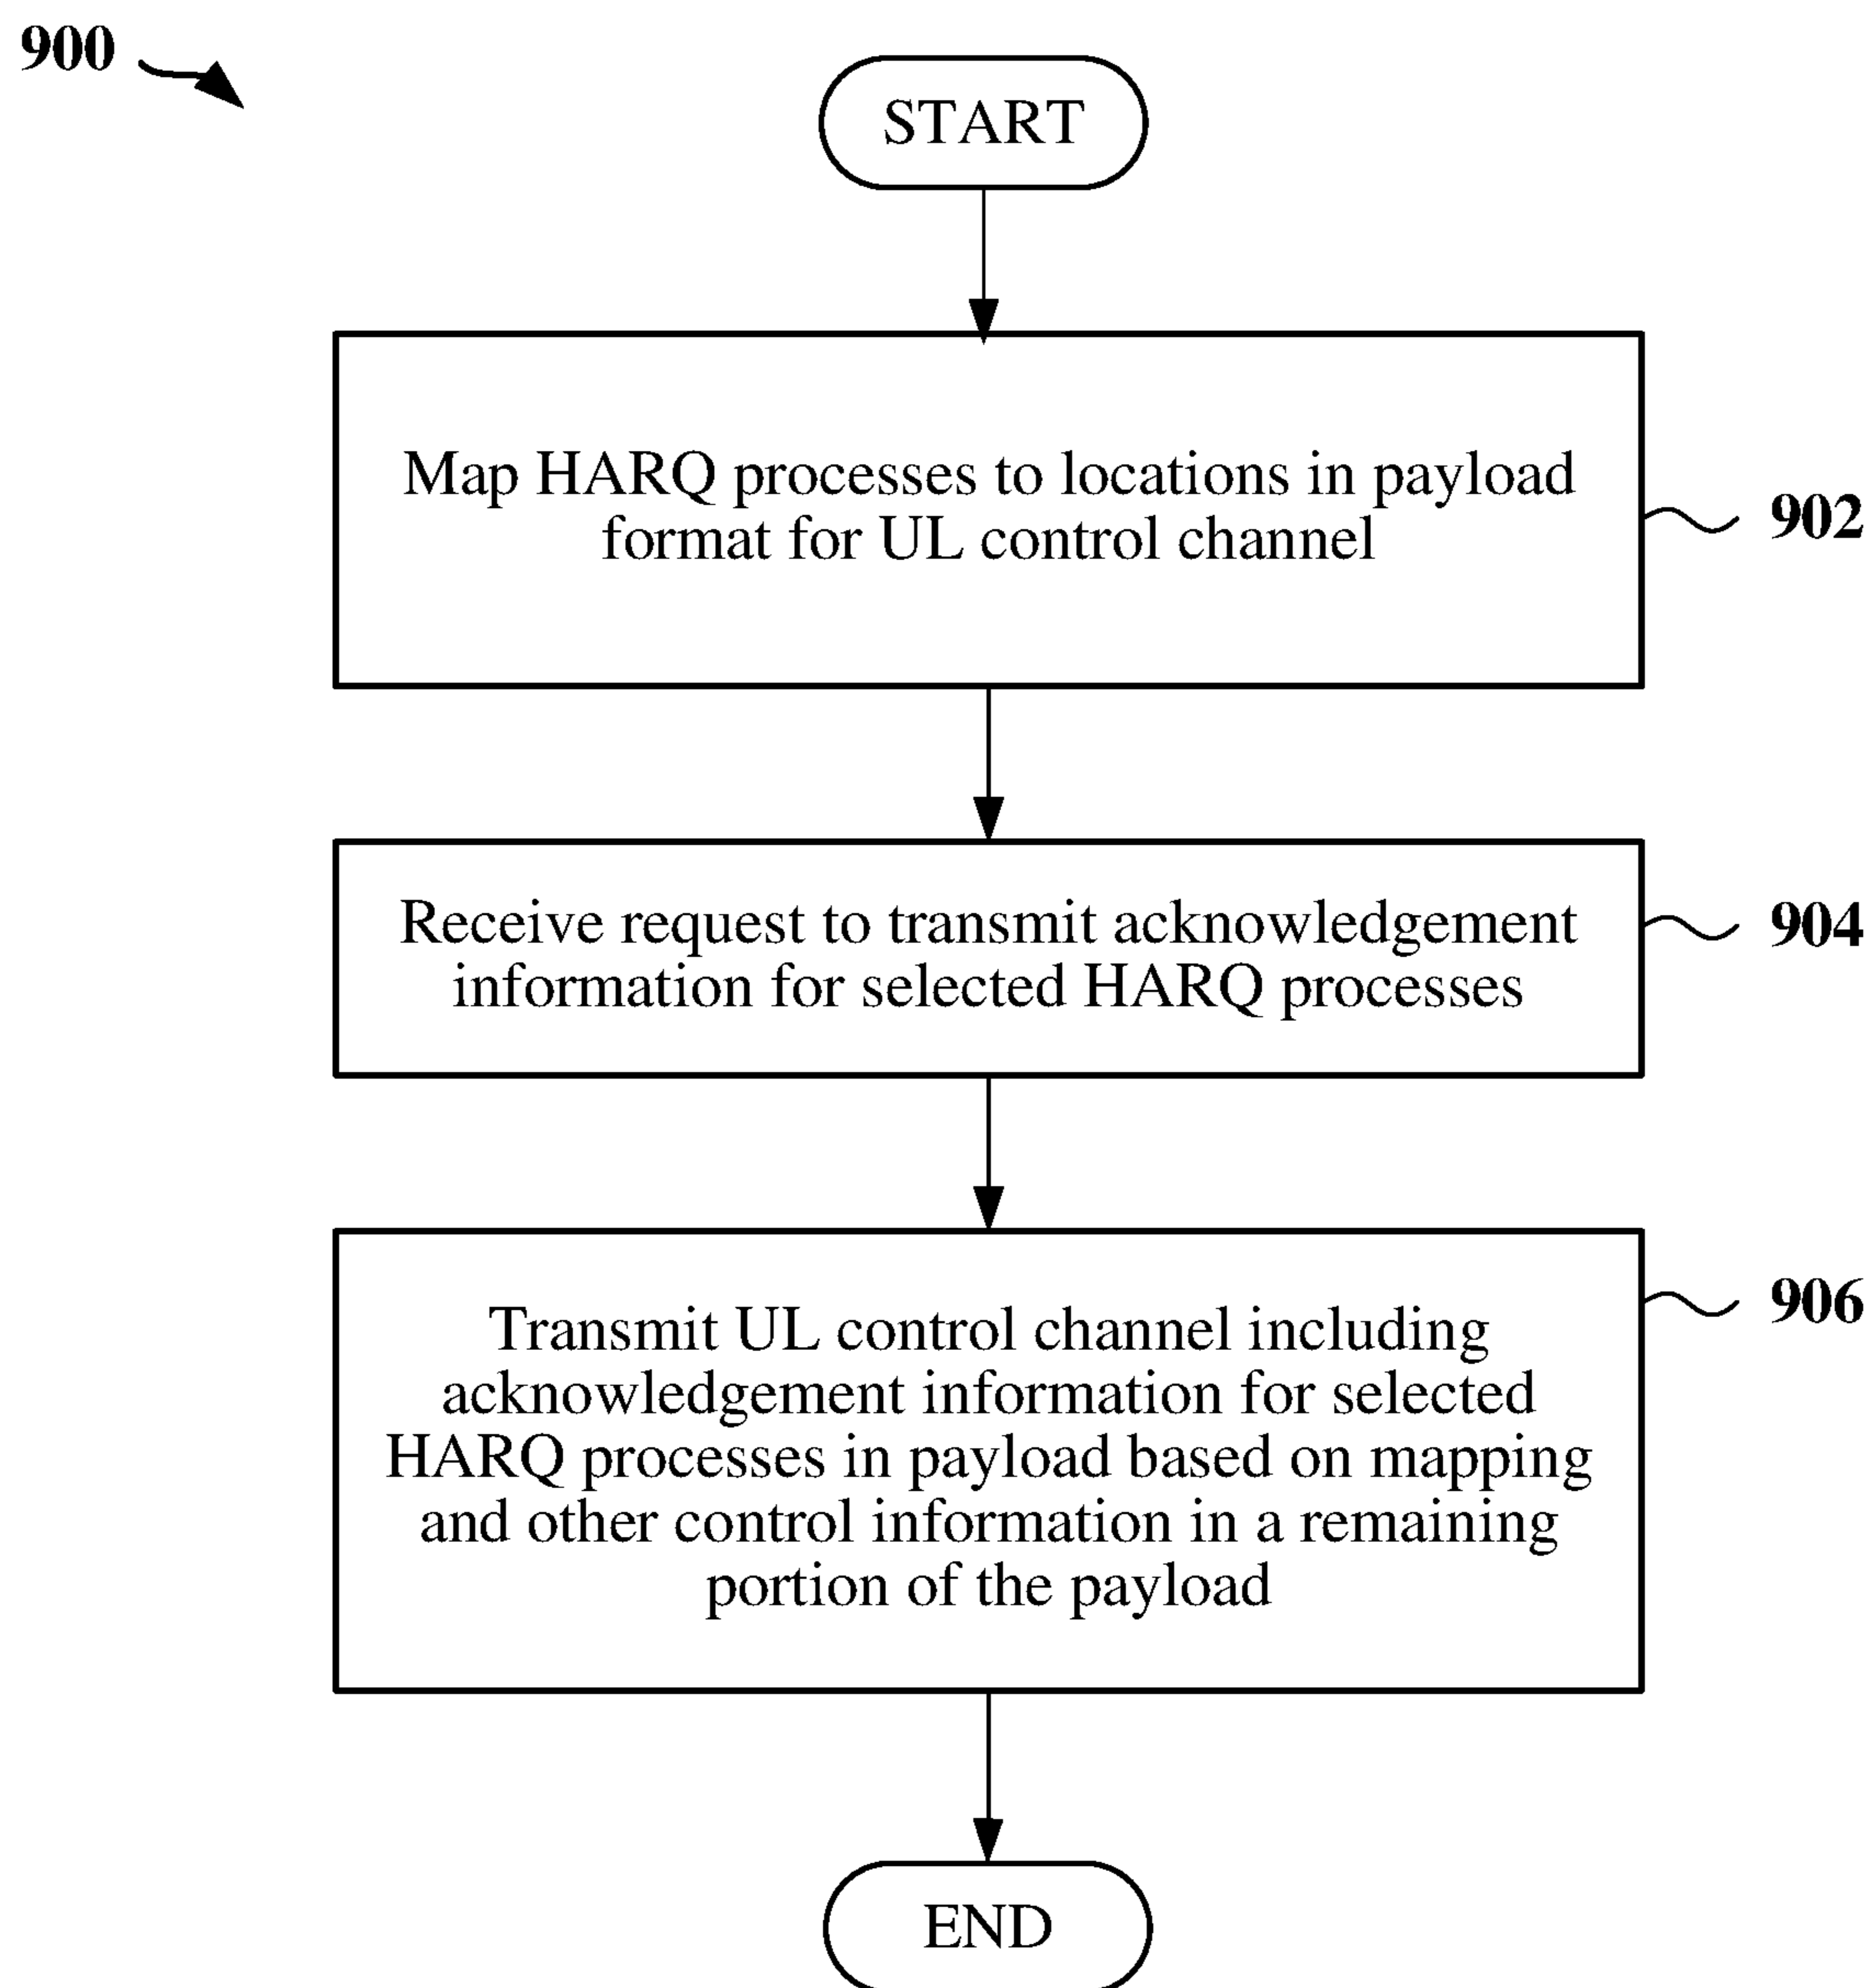 900
START
Map HARQ processes to locations in payload
format for UL control channel
902
Receive request to transmit acknowledgement
information for selected HARQ processes
904
Transmit UL control channel including
acknowledgement information for selected
HARQ processes in payload based on mapping
and other control information in a remaining
portion of the payload
906
END